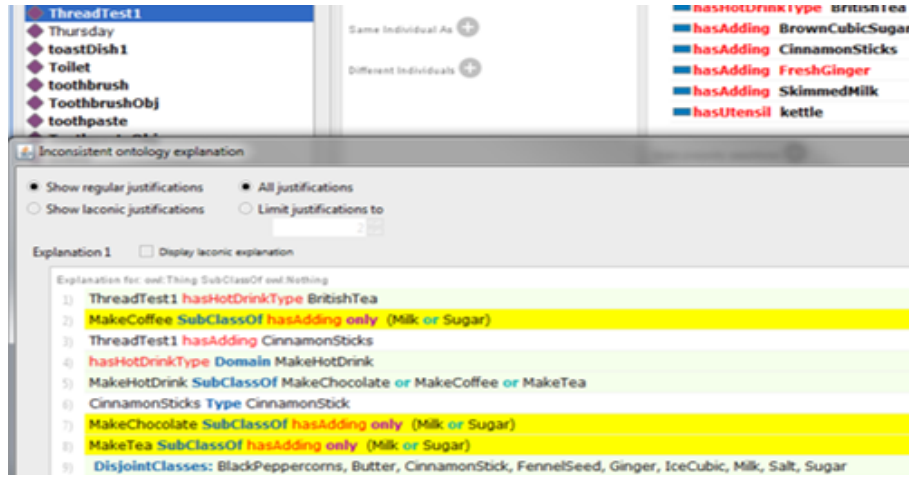 ThreadTest1
Thursday
toastDish1
Toilet
toothbrush
ToothbrushObj
toothpaste
Same Individual As
Different Individuals
hasHotDrinkType BritishTea
hasAdding BrownCubicSugar
hasAdding CinnamonSticks
hasAdding FreshGinger
hasAdding SkimmedMilk
hasUtensil kettle
Inconsistent ontology explanation
Show regular justifications All justifications
Show laconic justifications Limit justifications to
2
Explanation 1 Display laconic explanation
Explanation for: owl:Thing SubClassOf owl:Nothing
1) ThreadTest1 hasHotDrinkType BritishTea
2) MakeCoffee SubClassOf hasAdding only (Milk or Sugar)
3) ThreadTest1 hasAdding CinnamonSticks
4) hasHotDrinkType Domain MakeHotDrink
5) MakeHotDrink SubClassOf MakeChocolate or MakeCoffee or MakeTea
6) CinnamonSticks Type CinnamonStick
7) MakeChocolate SubClassOf hasAdding only (Milk or Sugar)
8) MakeTea SubClassOf hasAdding only (Milk or Sugar)
9) DisjointClasses: BlackPeppercorns, Butter, CinnamonStick, FennelSeed, Ginger, IceCubic, Milk, Salt, Sugar